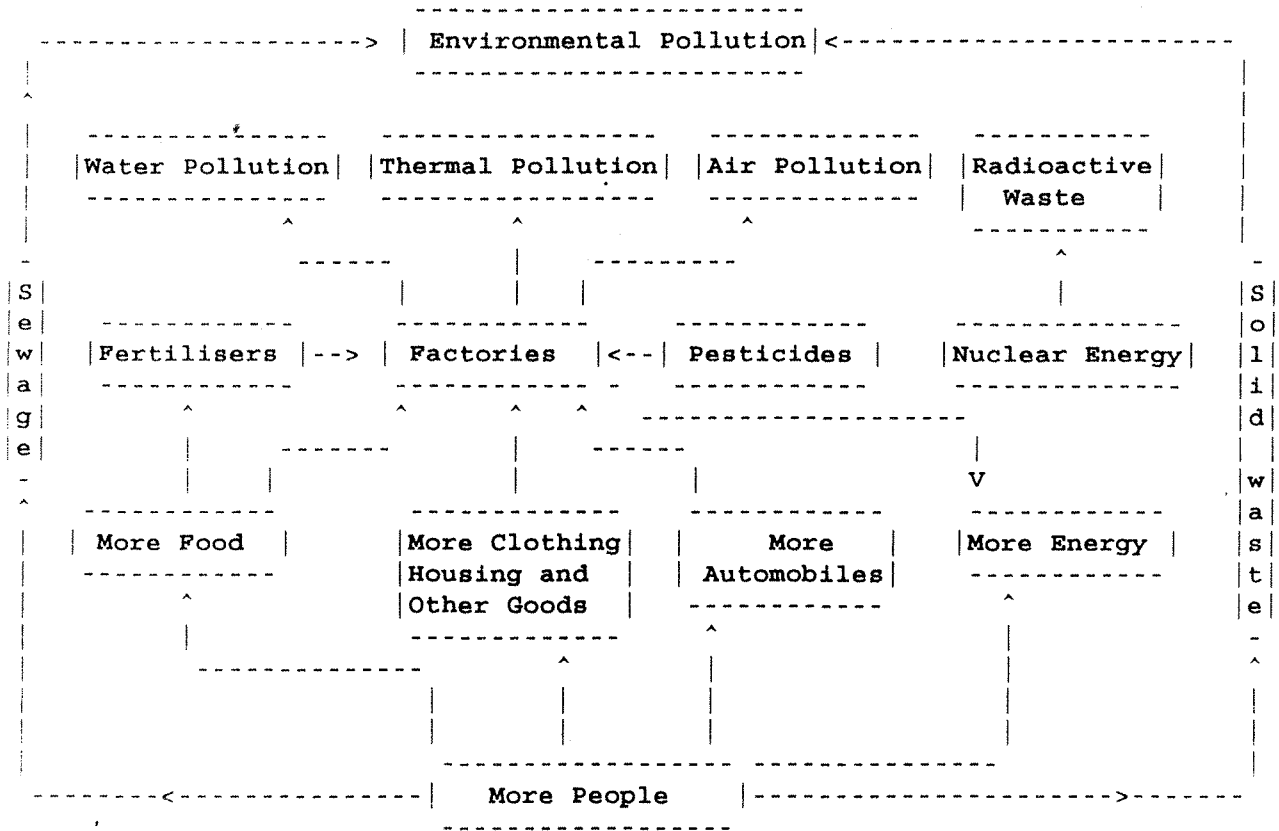 Environmental Pollution
Water Pollution
Thermal Pollution
Air Pollution
Radioactive
Waste
Sewage
Solid waste
Fertilisers
Factories
Pesticides
Nuclear Energy
More Food
More Clothing
Housing and
Other Goods
More
Automobiles
More Energy
More People